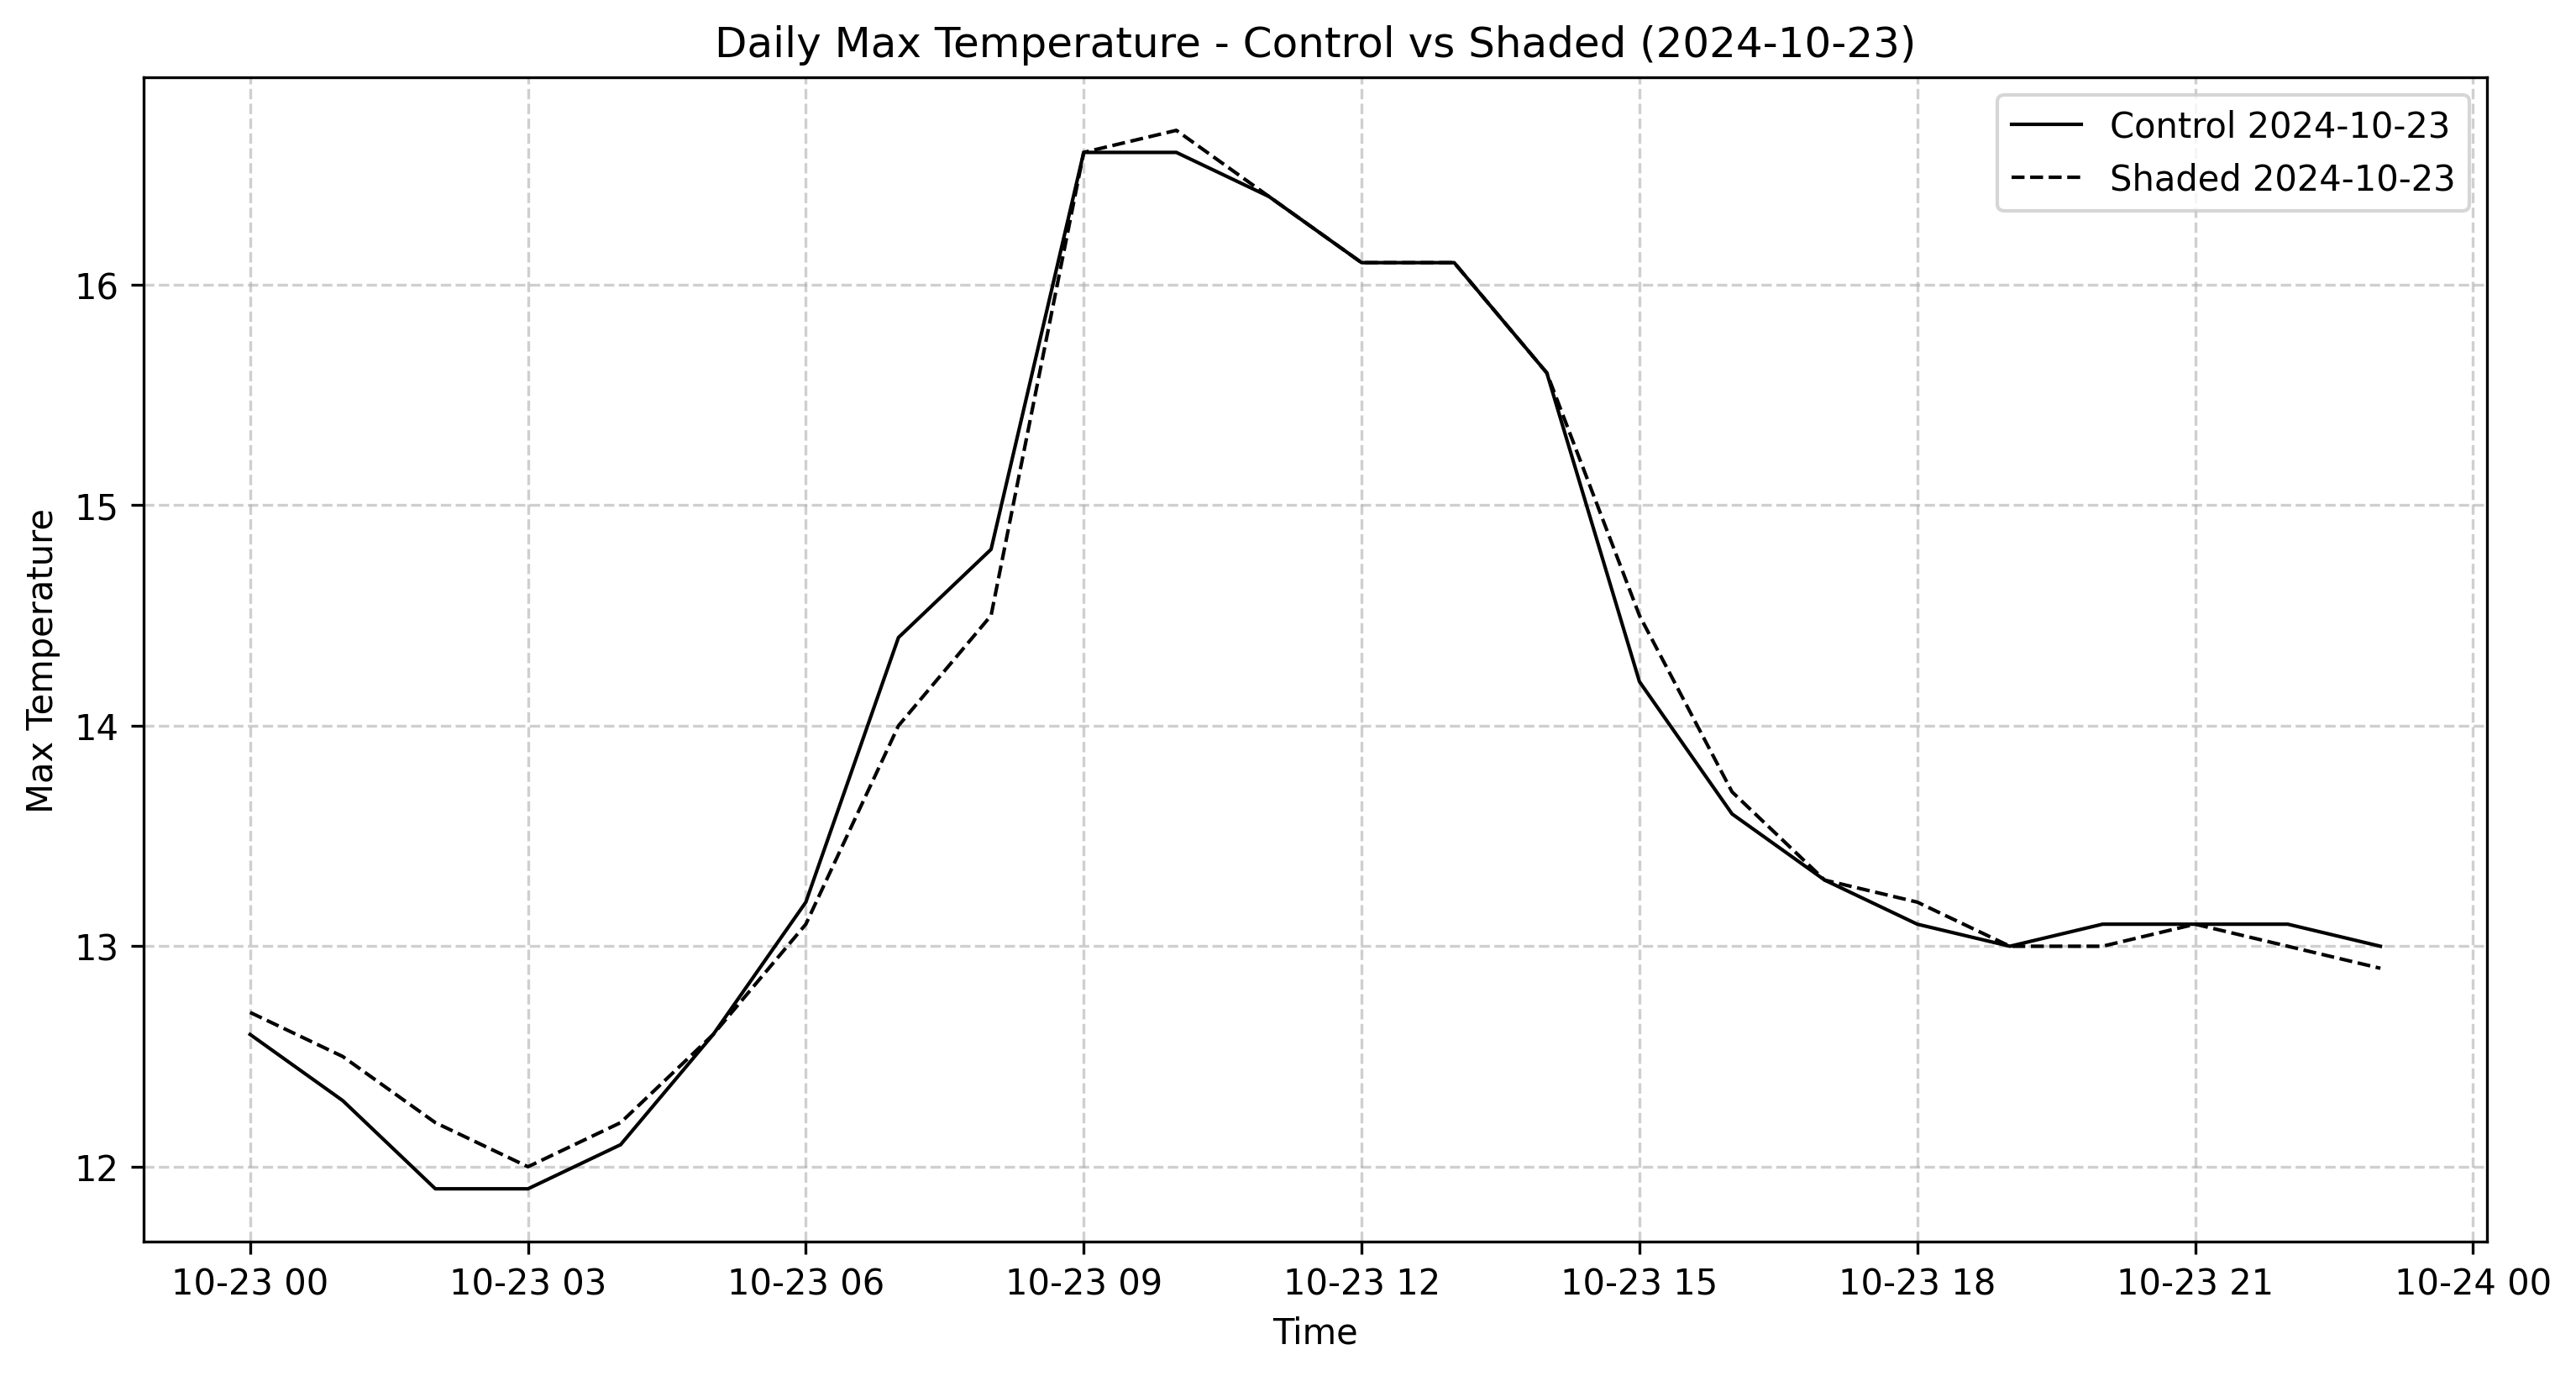 Daily Max Temperature - Control vs Shaded (2024-10-23)
Control 2024-10-23
Shaded 2024-10-23
Max Temperature
16
15
14
13
12
10-23 00 10-23 03 10-23 06 10-23 09 10-23 12 10-23 15 10-23 18 10-23 21 10-24 00
Time